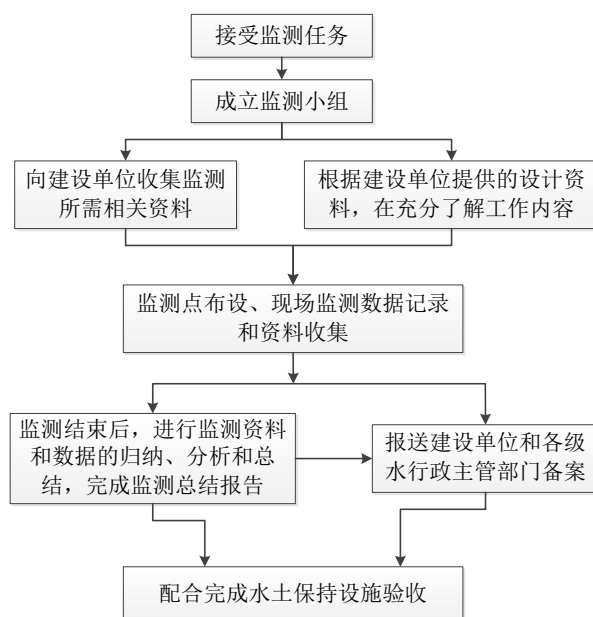 接受监测任务
成立监测小组
向建设单位收集监测
所需相关资料
根据建设单位提供的设计资
料，在充分了解工作内容
监测点布设、现场监测数据记录
和资料收集
监测结束后，进行监测资料
和数据的归纳、分析和总
结，完成监测总结报告
报送建设单位和各级
水行政主管部门备案
配合完成水土保持设施验收